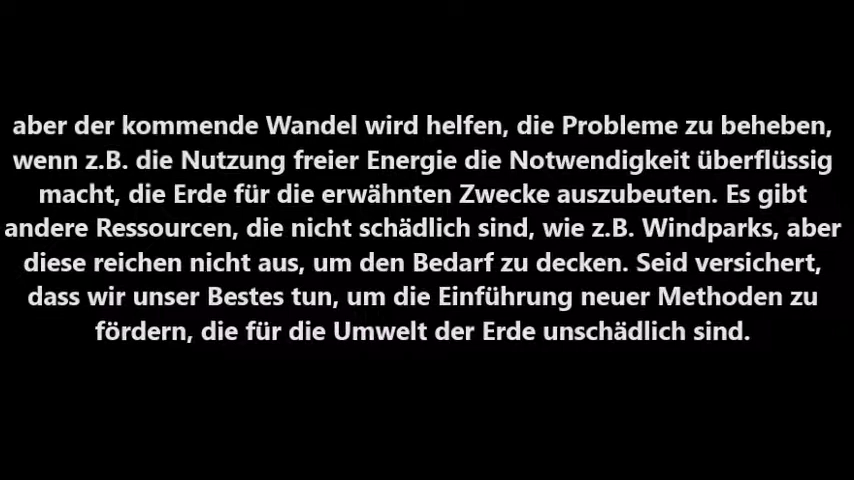 aber der kommende Wandel wird helfen, die Probleme zu beheben,
wenn z.B. die Nutzung freier Energie die Notwendigkeit überflüssig
macht, die Erde für die erwähnten Zwecke auszubeuten. Es gibt
andere Ressourcen, die nicht schädlich sind, wie z.B. Windparks, aber
diese reichen nicht aus, um den Bedarf zu decken. Seid versichert,
dass wir unser Bestes tun, um die Einführung neuer Methoden zu
fördern, die für die Umwelt der Erde unschädlich sind.